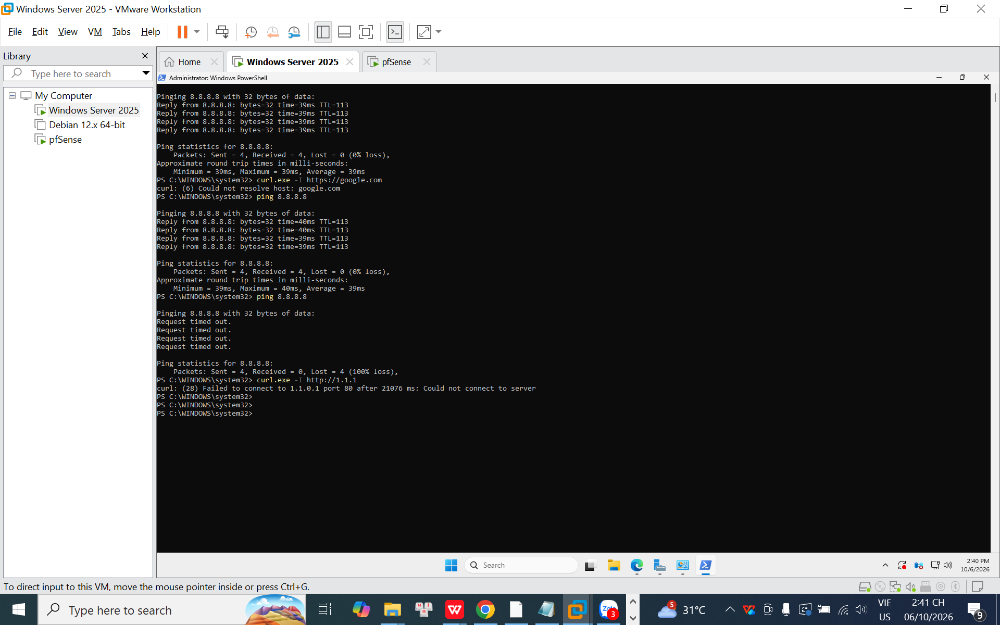 Windows Server 2025 - VMware Workstation
File Edit View VM Tabs Help
Library
Type here to search
My Computer
Windows Server 2025
Debian 12.x 64-bit
pfSense
Home
Windows Server 2025
pfSense
Administrator: Windows PowerShell
Pinging 8.8.8.8 with 32 bytes of data:
Reply from 8.8.8.8: bytes=32 time=39ms TTL=113
Reply from 8.8.8.8: bytes=32 time=39ms TTL=113
Reply from 8.8.8.8: bytes=32 time=39ms TTL=113
Reply from 8.8.8.8: bytes=32 time=39ms TTL=113
Ping statistics for 8.8.8.8:
Packets: Sent = 4, Received = 4, Lost = 0 (0% loss),
Approximate round trip times in milli-seconds:
Minimum = 39ms, Maximum = 39ms, Average = 39ms
PS C:\WINDOWS\system32> curl.exe -I https://google.com
curl: (6) Could not resolve host: google.com
PS C:\WINDOWS\system32> ping 8.8.8.8
Pinging 8.8.8.8 with 32 bytes of data:
Reply from 8.8.8.8: bytes=32 time=40ms TTL=113
Reply from 8.8.8.8: bytes=32 time=40ms TTL=113
Reply from 8.8.8.8: bytes=32 time=39ms TTL=113
Reply from 8.8.8.8: bytes=32 time=39ms TTL=113
Ping statistics for 8.8.8.8:
Packets: Sent = 4, Received = 4, Lost = 0 (0% loss),
Approximate round trip times in milli-seconds:
Minimum = 39ms, Maximum = 40ms, Average = 39ms
PS C:\WINDOWS\system32> ping 8.8.8.8
Pinging 8.8.8.8 with 32 bytes of data:
Request timed out.
Request timed out.
Request timed out.
Request timed out.
Ping statistics for 8.8.8.8:
Packets: Sent = 4, Received = 0, Lost = 4 (100% loss),
PS C:\WINDOWS\system32> curl.exe -I http://1.1.1
curl: (28) Failed to connect to 1.1.0.1 port 80 after 21076 ms: Could not connect to server
PS C:\WINDOWS\system32>
PS C:\WINDOWS\system32>
PS C:\WINDOWS\system32>
Search
2:40 PM
10/6/2026
To direct input to this VM, move the mouse pointer inside or press Ctrl+G.
Type here to search
3
5
31°C
VIE
US
2:41 CH
06/10/2026
9